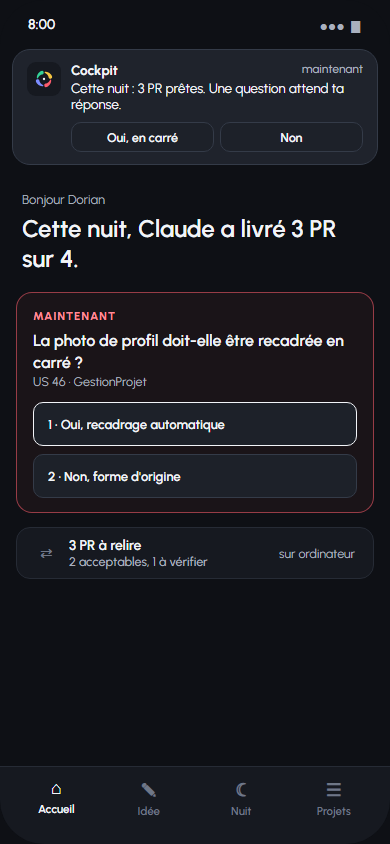 8:00
Cockpit
maintenant
Cette nuit : 3 PR prêtes. Une question attend ta
réponse.
Oui, en carré
Non
Bonjour Dorian
Cette nuit, Claude a livré 3 PR
sur 4.
MAINTENANT
La photo de profil doit-elle être recadrée en
carré ?
US 46 · GestionProjet
1 · Oui, recadrage automatique
2 · Non, forme d'origine
3 PR à relire
2 acceptables, 1 à vérifier
sur ordinateur
Accueil
Idée
Nuit
Projets